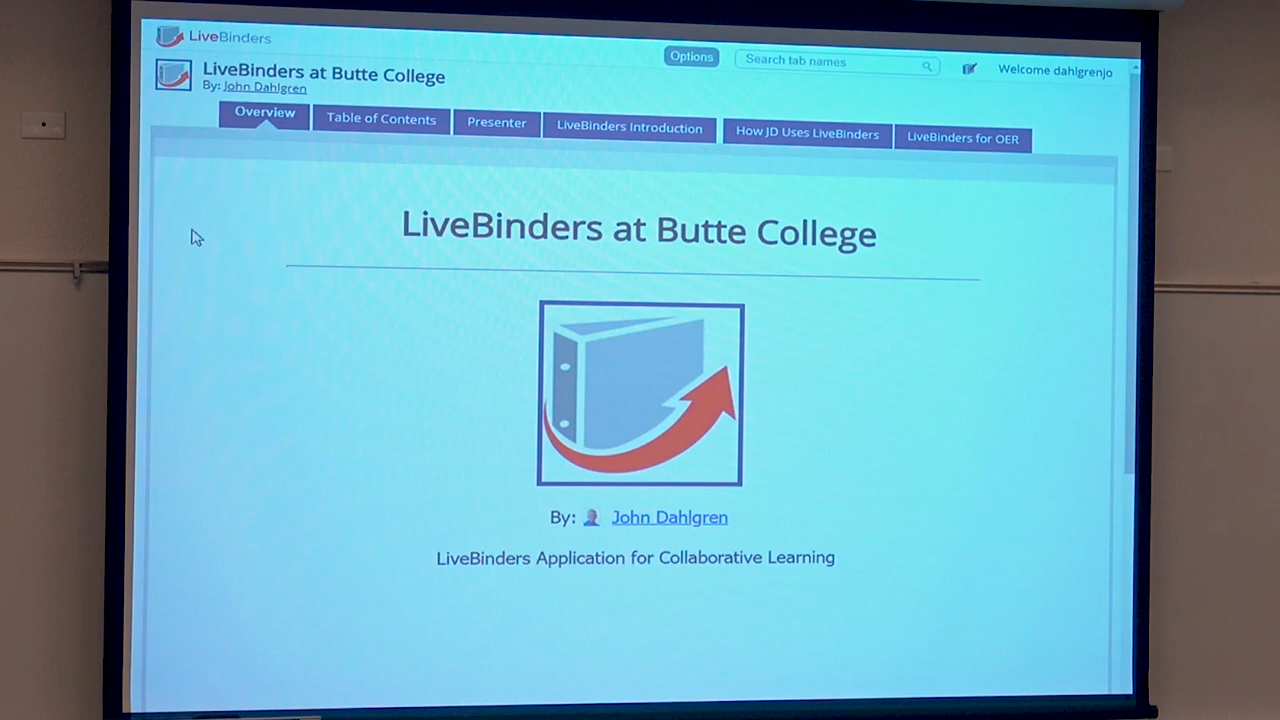 LiveBinders
Options
Search tab names
Welcome dahlgrenjo
LiveBinders at Butte College
By: John Dahlgren
Overview
Table of Contents
Presenter
LiveBinders Introduction
How JD Uses LiveBinders
LiveBinders for OER
LiveBinders at Butte College
By: John Dahlgren
LiveBinders Application for Collaborative Learning